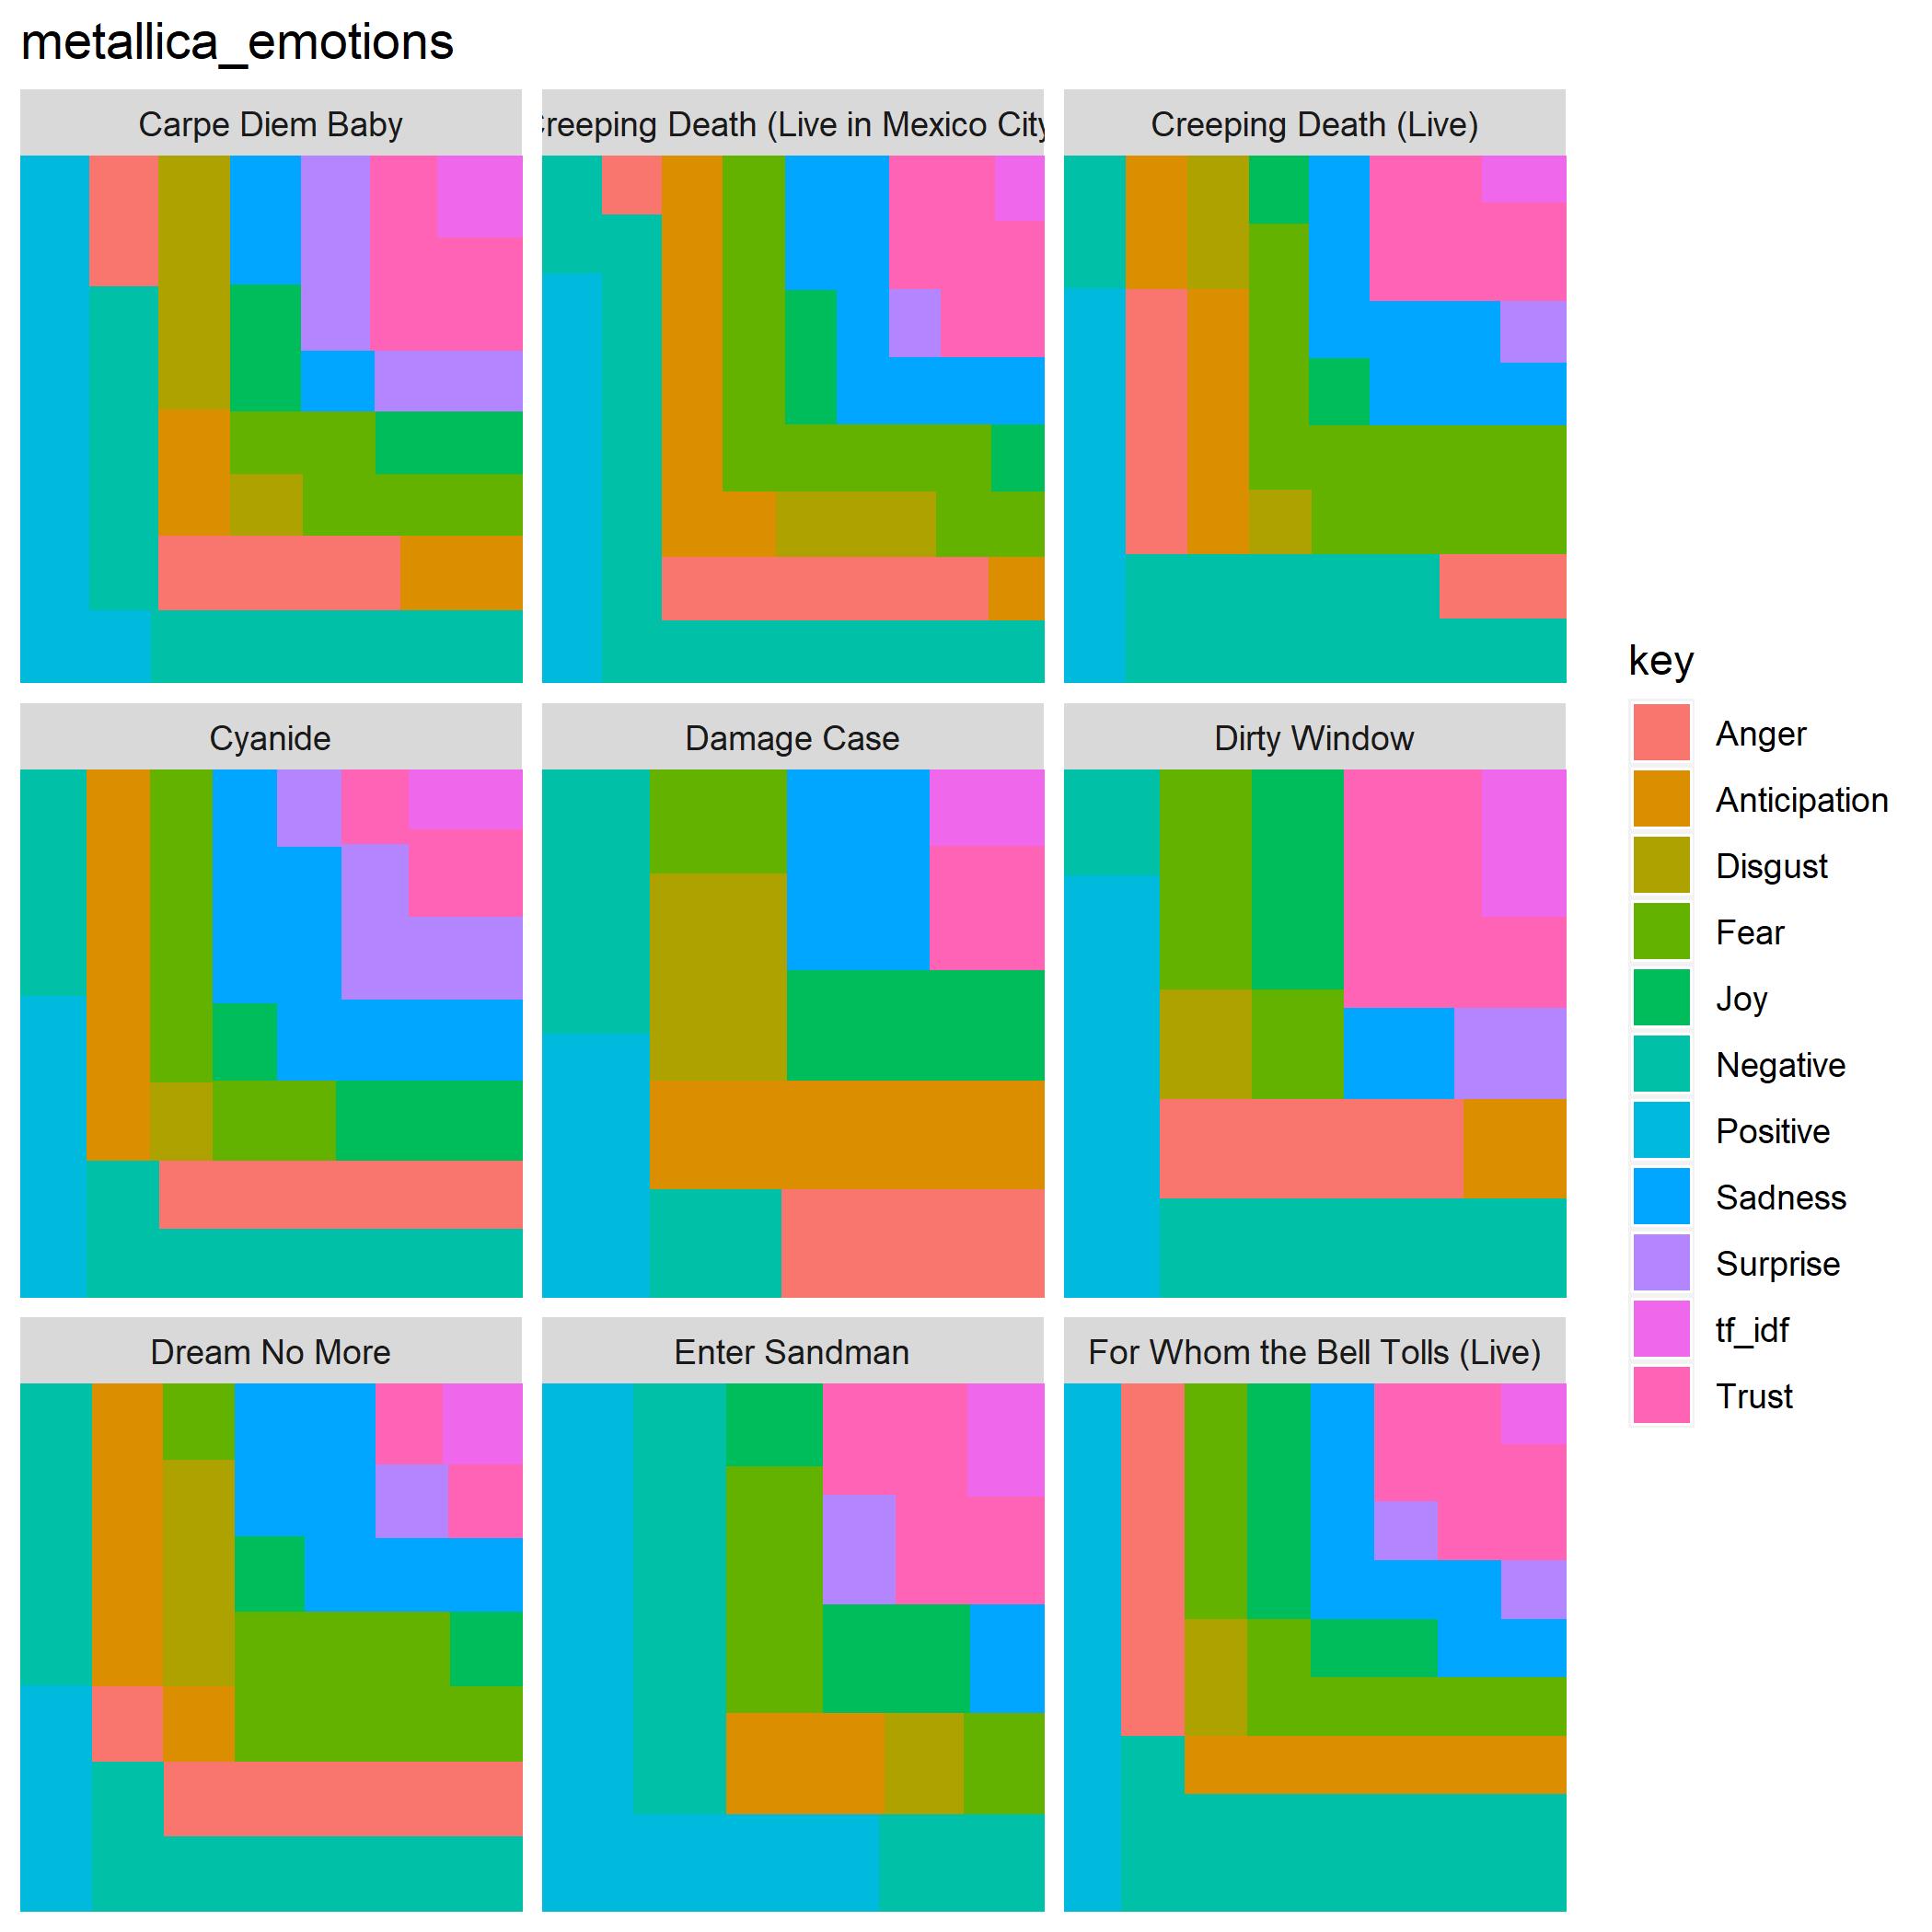 metallica_emotions
Carpe Diem Baby
Death (Live in Mexico City
Creeping Death (Live)
Cyanide
Damage Case
Dirty Window
Dream No More
Enter Sandman
For Whom the Bell Tolls (Live)
key
Anger
Anticipation
Disgust
Fear
Joy
Negative
Positive
Sadness
Surprise
tf_idf
Trust